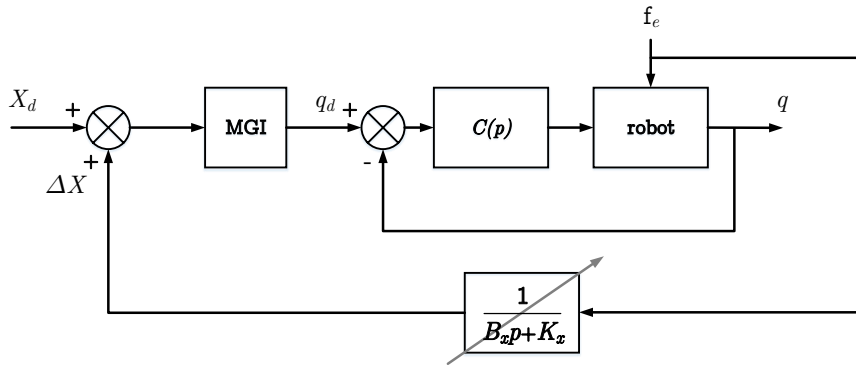 f_e
X_d
+
MGI
q_d
+
C(p)
robot
q
+
-
ΔX
1
B_x p+K_x